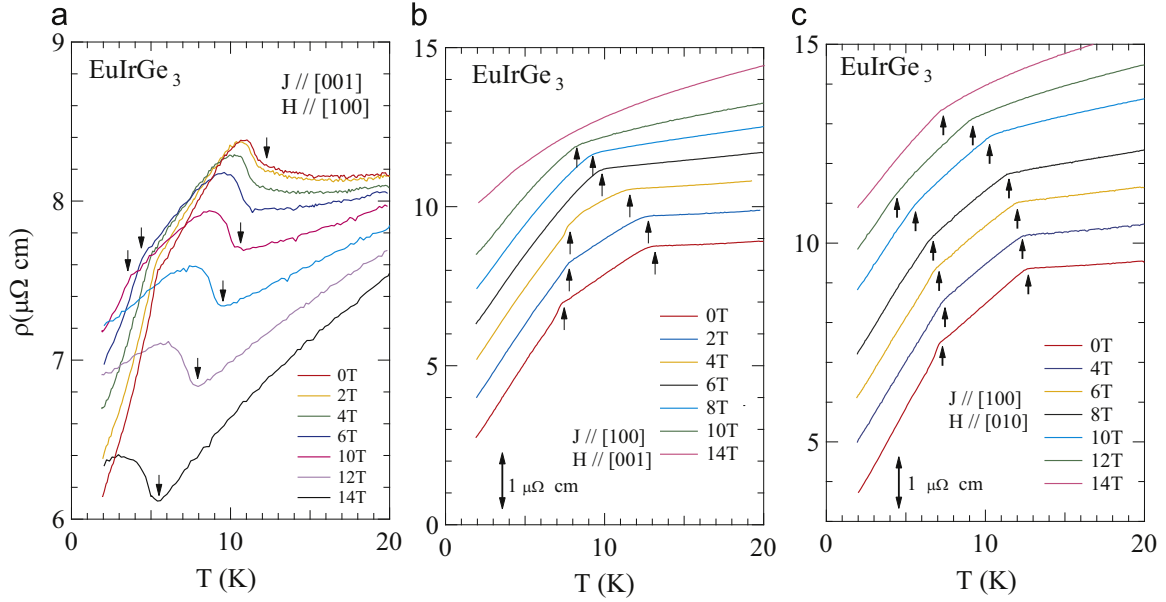 a
EuIrGe3
J // [001]
H // [100]
ρ(μΩ cm)
9
8
7
6
0T
2T
4T
6T
10T
12T
14T
0
10
20
T (K)
b
EuIrGe3
15
10
5
0
0T
2T
4T
6T
8T
10T
14T
J // [100]
H // [001]
1 μΩ cm
0
10
20
T (K)
c
EuIrGe3
15
10
5
0T
4T
6T
8T
10T
12T
14T
J // [100]
H // [010]
1 μΩ cm
0
10
20
T (K)